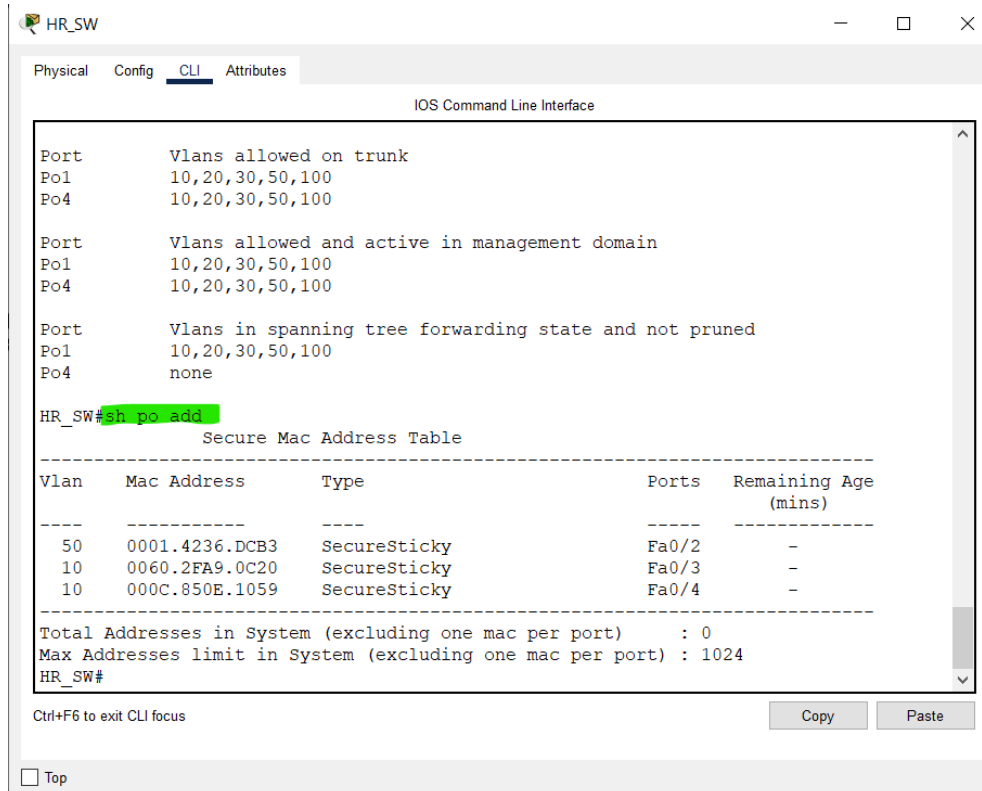 HR_SW
Physical Config CLI Attributes
IOS Command Line Interface
Port Vlans allowed on trunk
Po1 10,20,30,50,100
Po4 10,20,30,50,100
Port Vlans allowed and active in management domain
Po1 10,20,30,50,100
Po4 10,20,30,50,100
Port Vlans in spanning tree forwarding state and not pruned
Po1 10,20,30,50,100
Po4 none
HR_SW#sh po add
Secure Mac Address Table
-----------------------------------------------------------------------------
Vlan Mac Address Type Ports Remaining Age
(mins)
---- ----------- ---- ----- -------------
50 0001.4236.DCB3 SecureSticky Fa0/2 -
10 0060.2FA9.0C20 SecureSticky Fa0/3 -
10 000C.850E.1059 SecureSticky Fa0/4 -
-----------------------------------------------------------------------------
Total Addresses in System (excluding one mac per port) : 0
Max Addresses limit in System (excluding one mac per port) : 1024
HR_SW#
Ctrl+F6 to exit CLI focus Copy Paste
Top